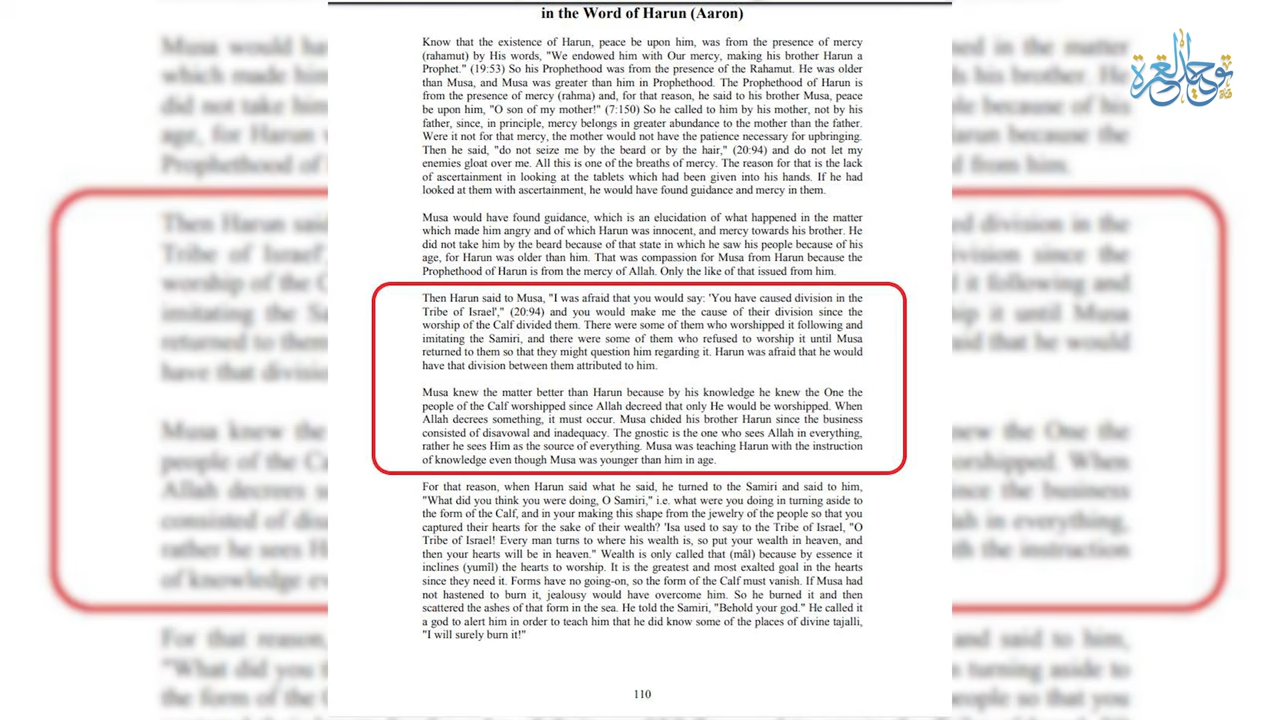 in the Word of Harun (Aaron)
Know that the existence of Harun, peace be upon him, was from the presence of mercy
(rahamut) by His words, "We endowed him with Our mercy, making his brother Harun a
Prophet." (19:53) So his Prophethood was from the presence of the Rahamut. He was older
than Musa, and Musa was greater than him in Prophethood. The Prophethood of Harun is
from the presence of mercy (rahma) and, for that reason, he said to his brother Musa, peace
be upon him, "O son of my mother!" (7:150) So he called to him by his mother, not by his
father, since, in principle, mercy belongs in greater abundance to the mother than the father.
Were it not for that mercy, the mother would not have the patience necessary for upbringing.
Then he said, "do not seize me by the beard or by the hair," (20:94) and do not let my
enemies gloat over me. All this is one of the breaths of mercy. The reason for that is the lack
of ascertainment in looking at the tablets which had been given into his hands. If he had
looked at them with ascertainment, he would have found guidance and mercy in them.
Musa would have found guidance, which is an elucidation of what happened in the matter
which made him angry and of which Harun was innocent, and mercy towards his brother. He
did not take him by the beard because of that state in which he saw his people because of his
age, for Harun was older than him. That was compassion for Musa from Harun because the
Prophethood of Harun is from the mercy of Allah. Only the like of that issued from him.
Then Harun said to Musa, "I was afraid that you would say: 'You have caused division in the
Tribe of Israel'," (20:94) and you would make me the cause of their division since the
worship of the Calf divided them. There were some of them who worshipped it following and
imitating the Samiri, and there were some of them who refused to worship it until Musa
returned to them so that they might question him regarding it. Harun was afraid that he would
have that division between them attributed to him.
Musa knew the matter better than Harun because by his knowledge he knew the One the
people of the Calf worshipped since Allah decreed that only He would be worshipped. When
Allah decrees something, it must occur. Musa chided his brother Harun since the business
consisted of disavowal and inadequacy. The gnostic is the one who sees Allah in everything,
rather he sees Him as the source of everything. Musa was teaching Harun with the instruction
of knowledge even though Musa was younger than him in age.
For that reason, when Harun said what he said, he turned to the Samiri and said to him,
"What did you think you were doing, O Samiri," i.e. what were you doing in turning aside to
the form of the Calf, and in your making this shape from the jewelry of the people so that you
captured their hearts for the sake of their wealth? 'Isa used to say to the Tribe of Israel, "O
Tribe of Israel! Every man turns to where his wealth is, so put your wealth in heaven, and
then your hearts will be in heaven." Wealth is only called that (mâl) because by essence it
inclines (yumîl) the hearts to worship. It is the greatest and most exalted goal in the hearts
since they need it. Forms have no going-on, so the form of the Calf must vanish. If Musa had
not hastened to burn it, jealousy would have overcome him. So he burned it and then
scattered the ashes of that form in the sea. He told the Samiri, "Behold your god." He called it
a god to alert him in order to teach him that he did know some of the places of divine tajalli,
"I will surely burn it!"
110